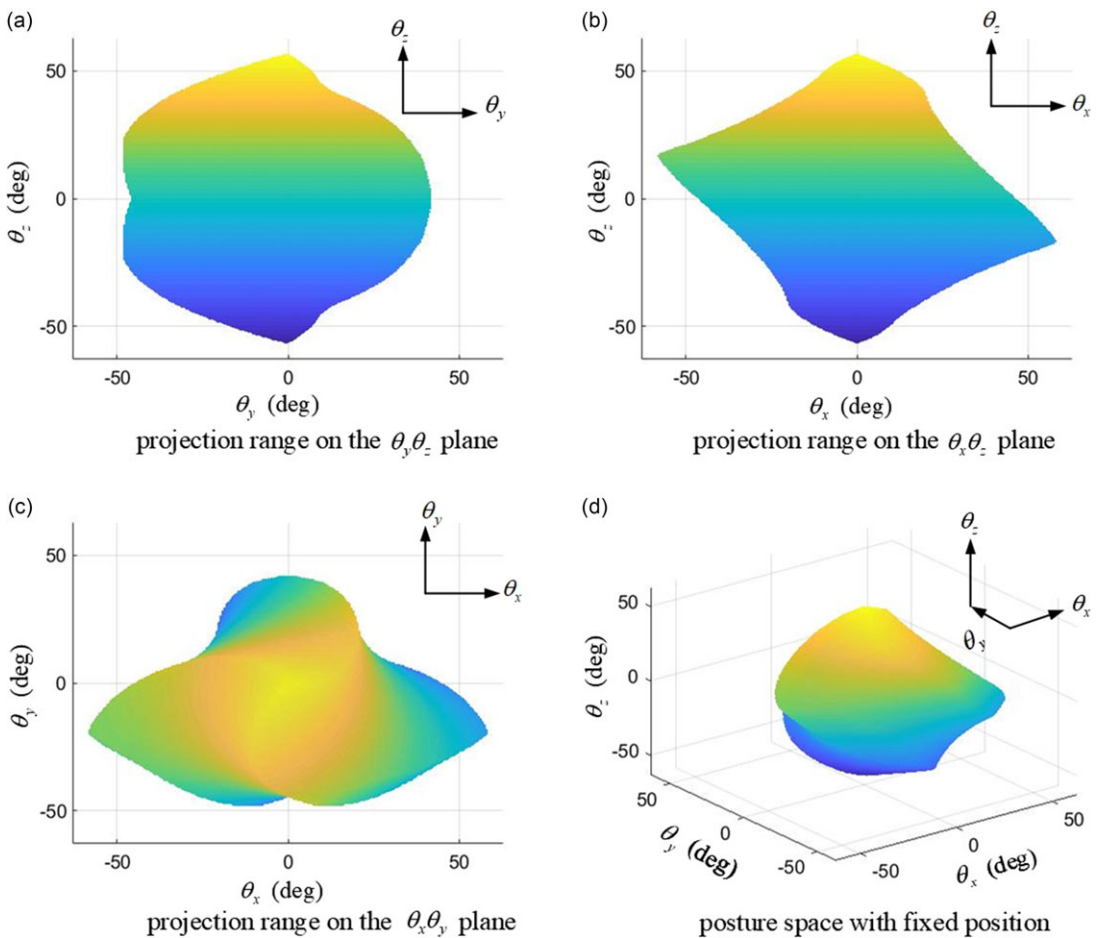 (a)
θz
50
θy
0
θz (deg)
-50
-50
0
50
θy (deg)
projection range on the θyθz plane
(b)
θz
50
θx
0
θz (deg)
-50
-50
0
50
θx (deg)
projection range on the θxθz plane
(c)
θy
50
θx
0
θy (deg)
-50
-50
0
50
θx (deg)
projection range on the θxθy plane
(d)
θz
50
θx
θy
0
θz (deg)
-50
50
0
-50
θy (deg)
-50
0
50
θx (deg)
posture space with fixed position